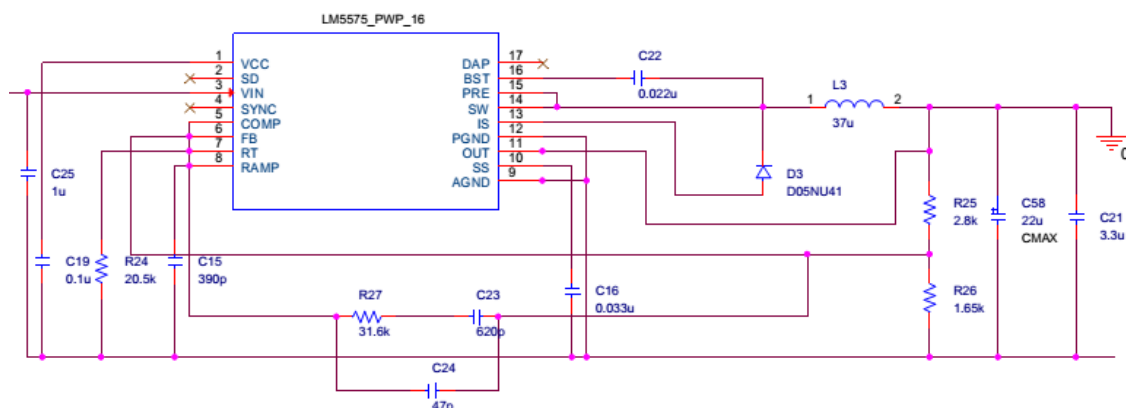 LM5575_PWP_16
1 VCC
2 SD
3 VIN
4 SYNC
5 COMP
6 FB
7 RT
8 RAMP
DAP 17
BST 16
PRE 15
SW 14
IS 13
PGND 12
OUT 11
SS 10
AGND 9
C22
0.022u
L3
1 2
37u
0
D3
D05NU41
C25
1u
R25
2.8k
C58
22u
CMAX
C21
3.3u
C19
0.1u
R24
20.5k
C15
390p
R27
31.6k
C23
620p
C16
0.033u
R26
1.65k
C24
47p